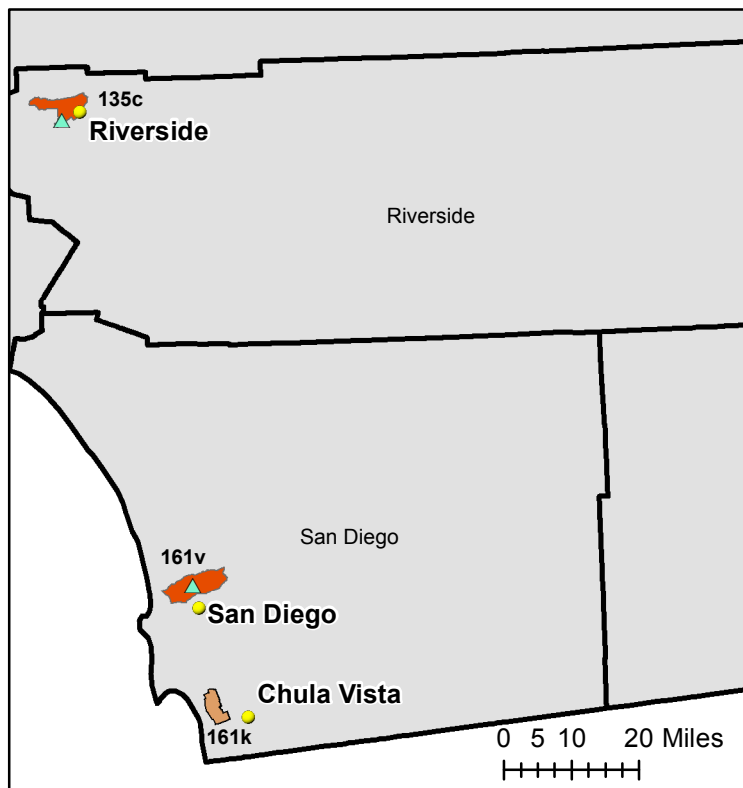 135c
Riverside
Riverside
San Diego
161v
San Diego
Chula Vista
161k
0 5 10 20 Miles